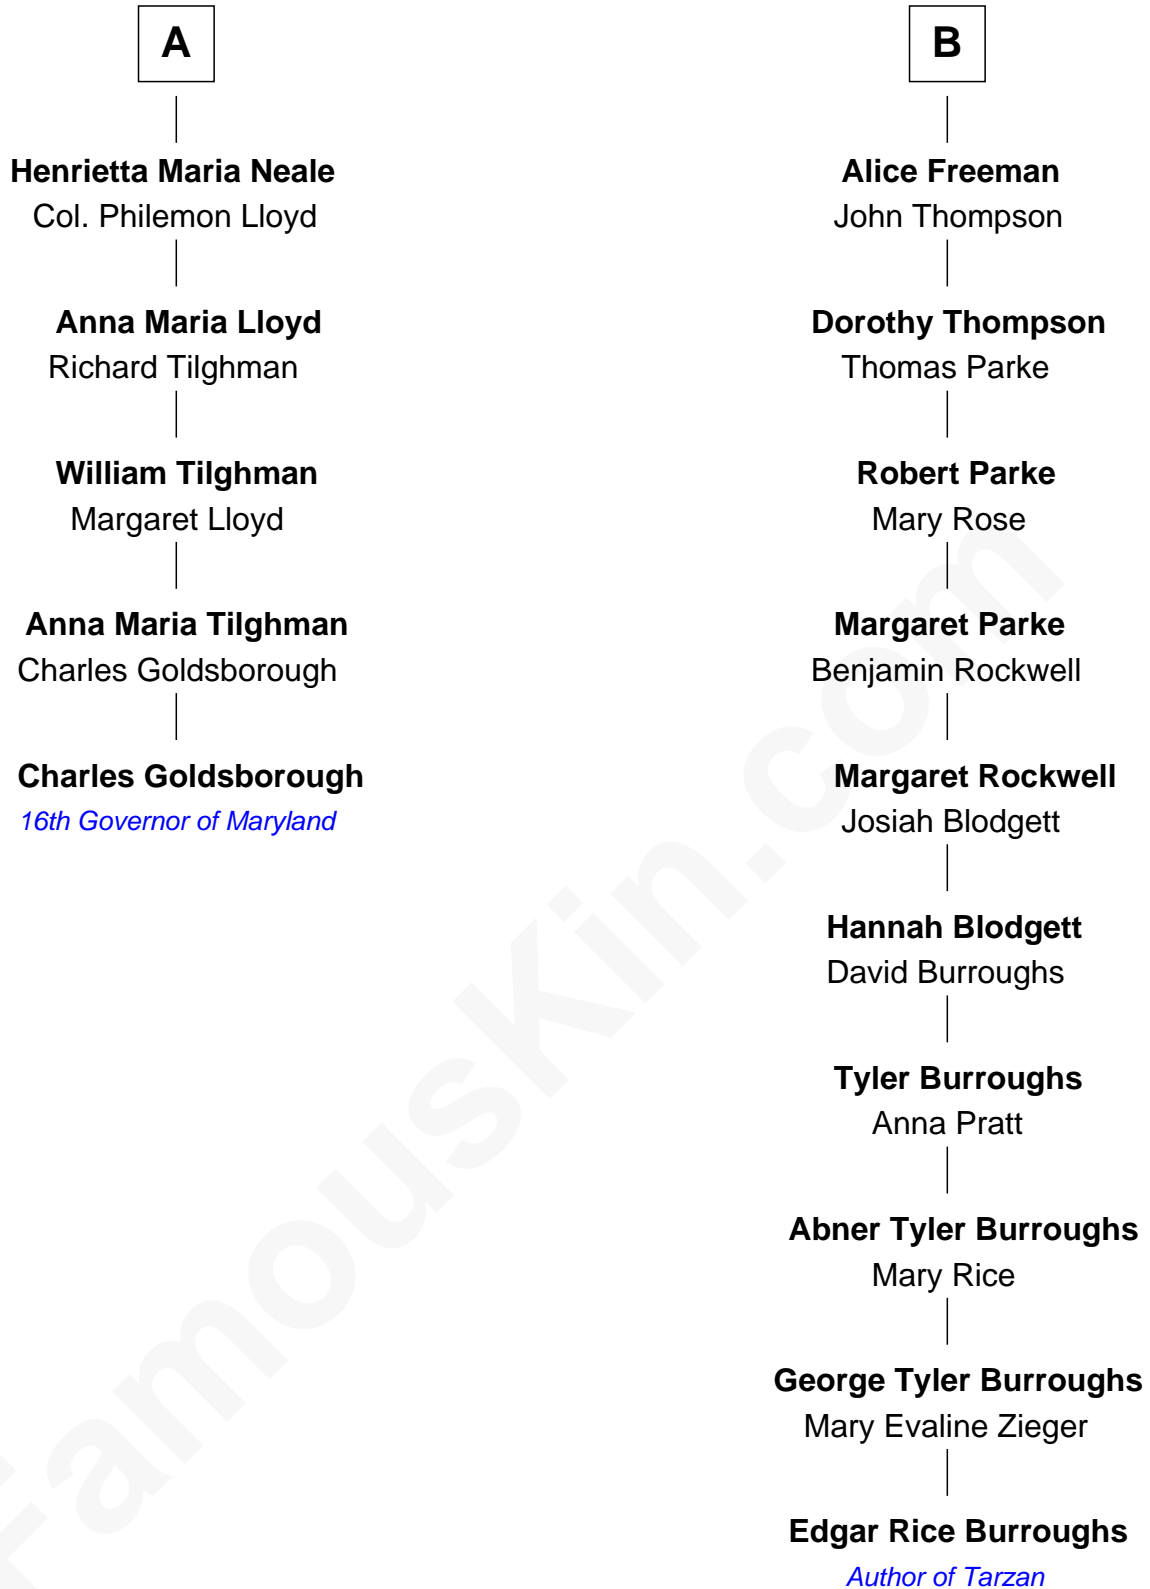 A
Henrietta Maria Neale
Col. Philemon Lloyd
Anna Maria Lloyd
Richard Tilghman
William Tilghman
Margaret Lloyd
Anna Maria Tilghman
Charles Goldsborough
Charles Goldsborough
16th Governor of Maryland
B
Alice Freeman
John Thompson
Dorothy Thompson
Thomas Parke
Robert Parke
Mary Rose
Margaret Parke
Benjamin Rockwell
Margaret Rockwell
Josiah Blodgett
Hannah Blodgett
David Burroughs
Tyler Burroughs
Anna Pratt
Abner Tyler Burroughs
Mary Rice
George Tyler Burroughs
Mary Evaline Zieger
Edgar Rice Burroughs
Author of Tarzan
FamousKin.com